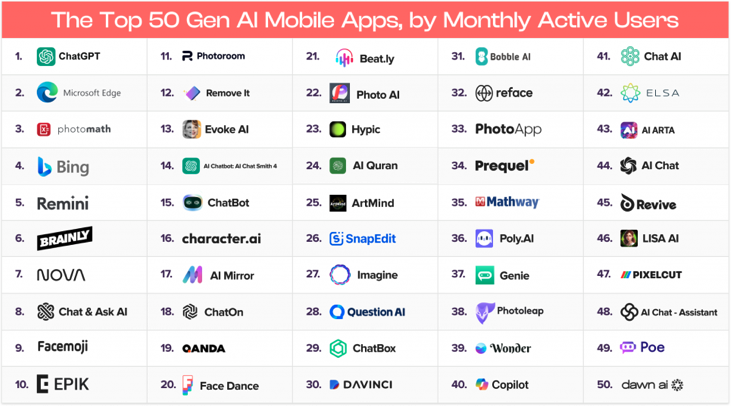 The Top 50 Gen AI Mobile Apps, by Monthly Active Users
1. ChatGPT
2. Microsoft Edge
3. photomath
4. Bing
5. Remini
6. BRAINLY
7. NOVA
8. Chat & Ask AI
9. Facemoji
10. EPIK
11. Photoroom
12. Remove It
13. Evoke AI
14. AI Chatbot: AI Chat Smith 4
15. ChatBot
16. character.ai
17. AI Mirror
18. ChatOn
19. QANDA
20. Face Dance
21. Beat.ly
22. Photo AI
23. Hypic
24. AI Quran
25. ArtMind
26. SnapEdit
27. Imagine
28. Question AI
29. ChatBox
30. DAVINCI
31. Bobble AI
32. reface
33. PhotoApp
34. Prequel
35. Mathway
36. Poly.AI
37. Genie
38. Photoleap
39. Wonder
40. Copilot
41. Chat AI
42. ELSA
43. Ai AI ARTA
44. AI Chat
45. Revive
46. LISA AI
47. PIXELCUT
48. AI Chat - Assistant
49. Poe
50. dawn ai